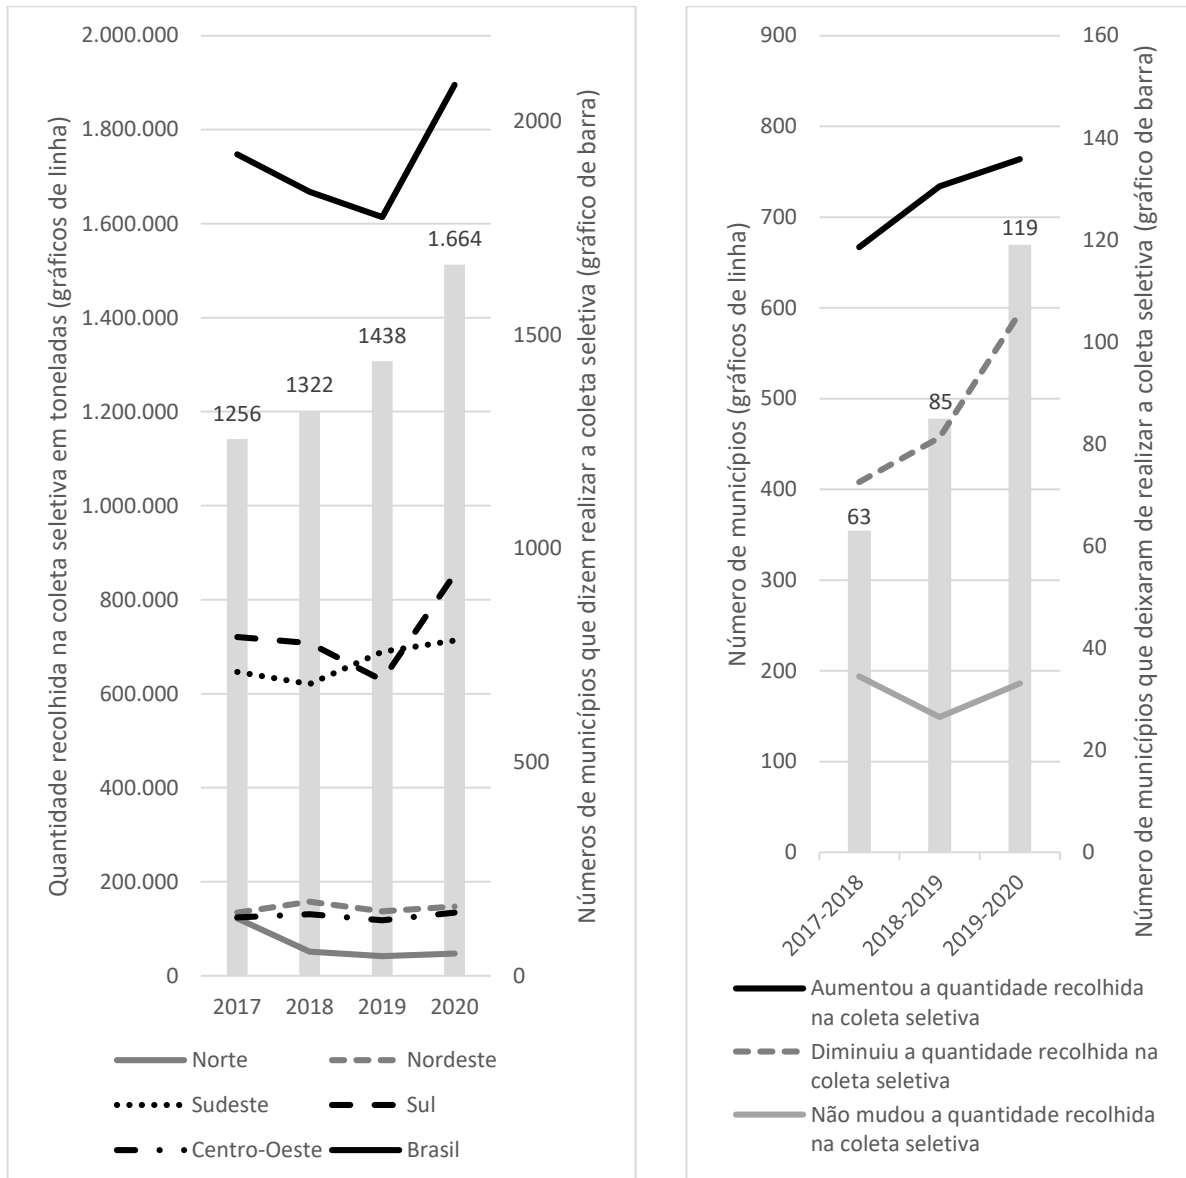 Quantidade recolhida na coleta seletiva em toneladas (gráficos de linha)
2.000.000
1.800.000
1.600.000
1.400.000
1.200.000
1.000.000
800.000
600.000
400.000
200.000
0
1256
1322
1438
1.664
2000
1500
1000
500
0
Números de municípios que dizem realizar a coleta seletiva (gráfico de barra)
2017 2018 2019 2020
Norte Nordeste
Sudeste Sul
Centro-Oeste Brasil
Número de municípios (gráficos de linha)
900
800
700
600
500
400
300
200
100
0
63
85
119
160
140
120
100
80
60
40
20
0
Número de municípios que deixaram de realizar a coleta seletiva (gráfico de barra)
2017-2018 2018-2019 2019-2020
Aumentou a quantidade recolhida
na coleta seletiva
Diminuiu a quantidade recolhida na
coleta seletiva
Não mudou a quantidade recolhida
na coleta seletiva